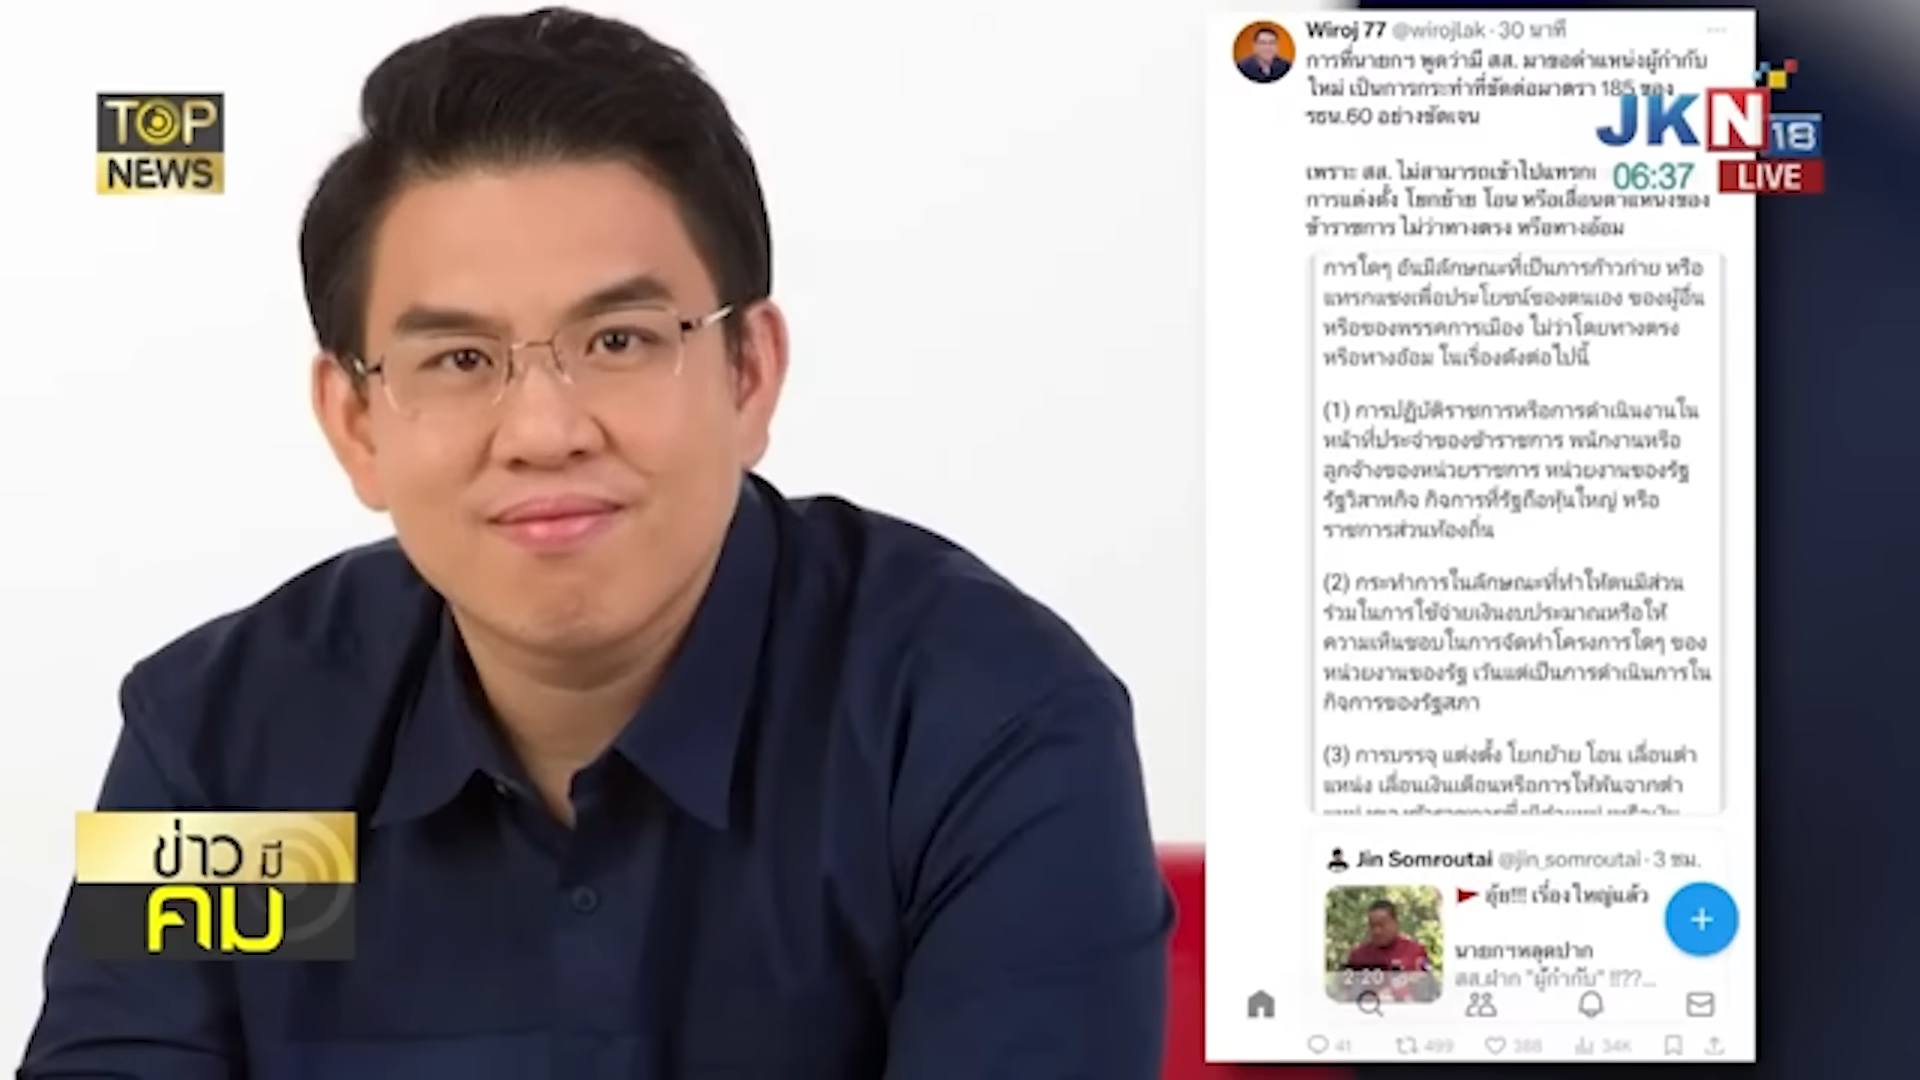 TOP
NEWS
ข่าว มี
คม
Wiroj 77 @wirojlak · 30 นาที
การที่นายกฯ พูดว่ามี สส. มาขอตำแหน่งผู้กำกับ
ใหม่ เป็นการกระทำที่ขัดต่อมาตรา 185 ของ
รธน.60 อย่างชัดเจน
เพราะ สส. ไม่สามารถเข้าไปแทรก
การแต่งตั้ง โยกย้าย โอน หรือเลื่อนตำแหน่งของ
ข้าราชการ ไม่ว่าทางตรง หรือทางอ้อม
JKN 18
06:37 LIVE
การใดๆ อันมีลักษณะที่เป็นการก้าวก่าย หรือ
แทรกแซงเพื่อประโยชน์ของตนเอง ของผู้อื่น
หรือของพรรคการเมือง ไม่ว่าโดยทางตรง
หรือทางอ้อม ในเรื่องดังต่อไปนี้
(1) การปฏิบัติราชการหรือการดำเนินงานใน
หน้าที่ประจำของข้าราชการ พนักงานหรือ
ลูกจ้างของหน่วยราชการ หน่วยงานของรัฐ
รัฐวิสาหกิจ กิจการที่รัฐถือหุ้นใหญ่ หรือ
ราชการส่วนท้องถิ่น
(2) กระทำการในลักษณะที่ทำให้ตนมีส่วน
ร่วมในการใช้จ่ายเงินงบประมาณหรือให้
ความเห็นชอบในการจัดทำโครงการใดๆ ของ
หน่วยงานของรัฐ เว้นแต่เป็นการดำเนินการใน
กิจการของรัฐสภา
(3) การบรรจุ แต่งตั้ง โยกย้าย โอน เลื่อนตำ
แหน่ง เลื่อนเงินเดือนหรือการให้พ้นจากตำ
Jin Somroutai @jin_somroutai · 3 ชม.
อุ้ย!!! เรื่องใหญ่แล้ว
นายกฯหลุดปาก
สส.ฝาก "ผู้กำกับ" !!??...
2:20
41 499 388 34K